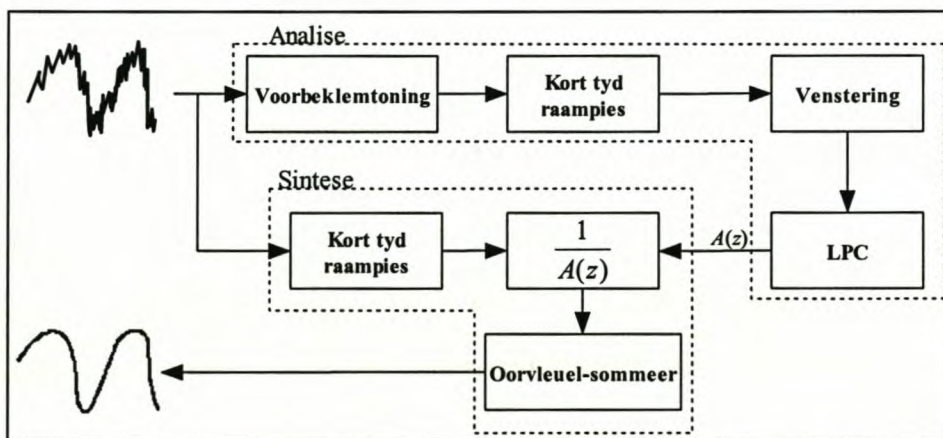 Analise
Voorbeklemtoning
Kort tyd
raampies
Venstering
Sintese
Kort tyd
raampies
1
A(z)
A(z)
LPC
Oorvleuel-sommeer